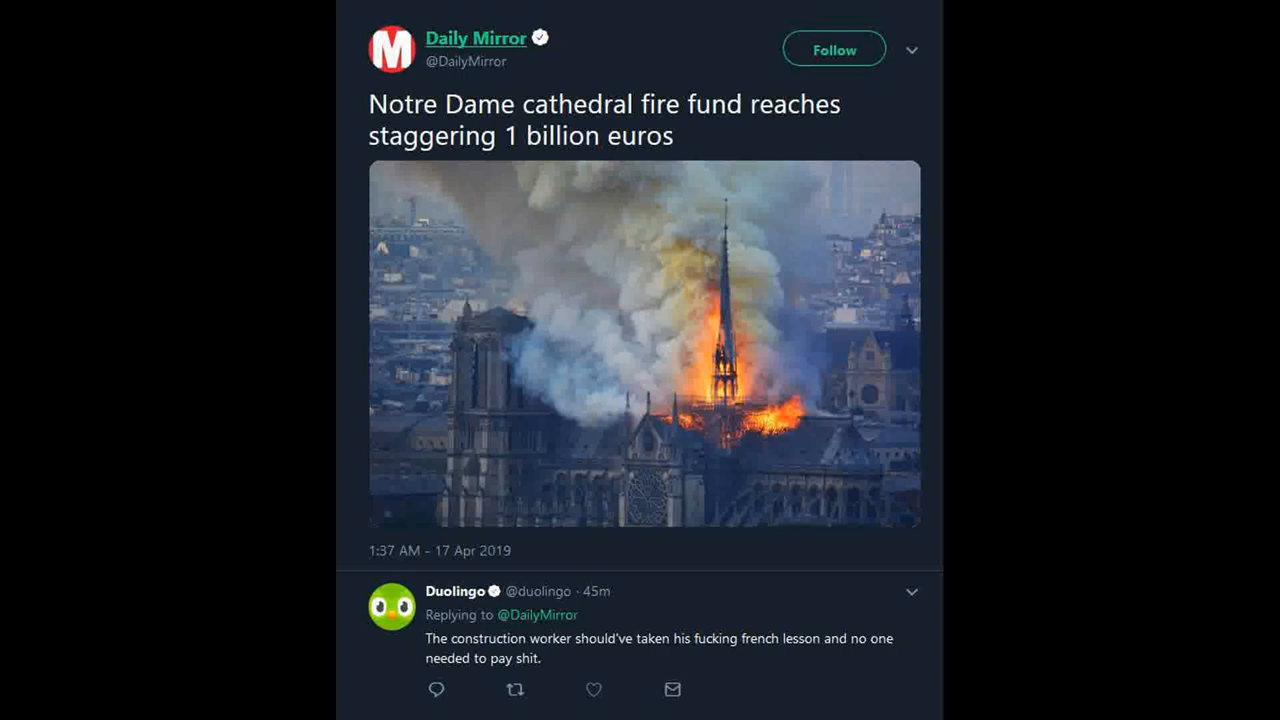 M
Daily Mirror
@DailyMirror
Follow
Notre Dame cathedral fire fund reaches
staggering 1 billion euros
1:37 AM - 17 Apr 2019
Duolingo @duolingo · 45m
Replying to @DailyMirror
The construction worker should've taken his fucking french lesson and no one
needed to pay shit.